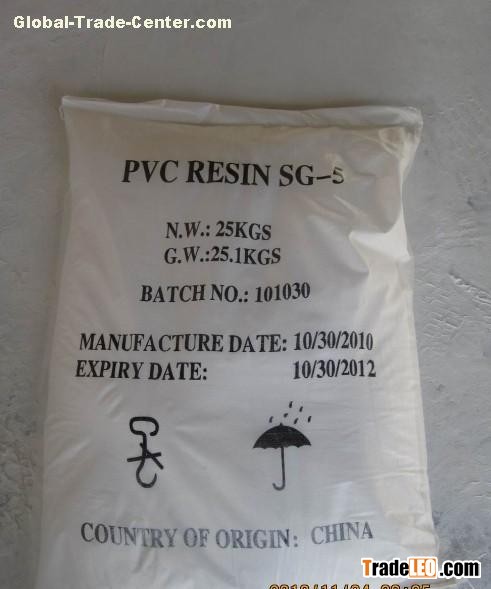 Global-Trade-Center.com
PVC RESIN SG-5
N.W.: 25KGS
G.W.:25.1KGS
BATCH NO.: 101030
MANUFACTURE DATE: 10/30/2010
EXPIRY DATE: 10/30/2012
COUNTRY OF ORIGIN: CHINA
TradeLEO.com